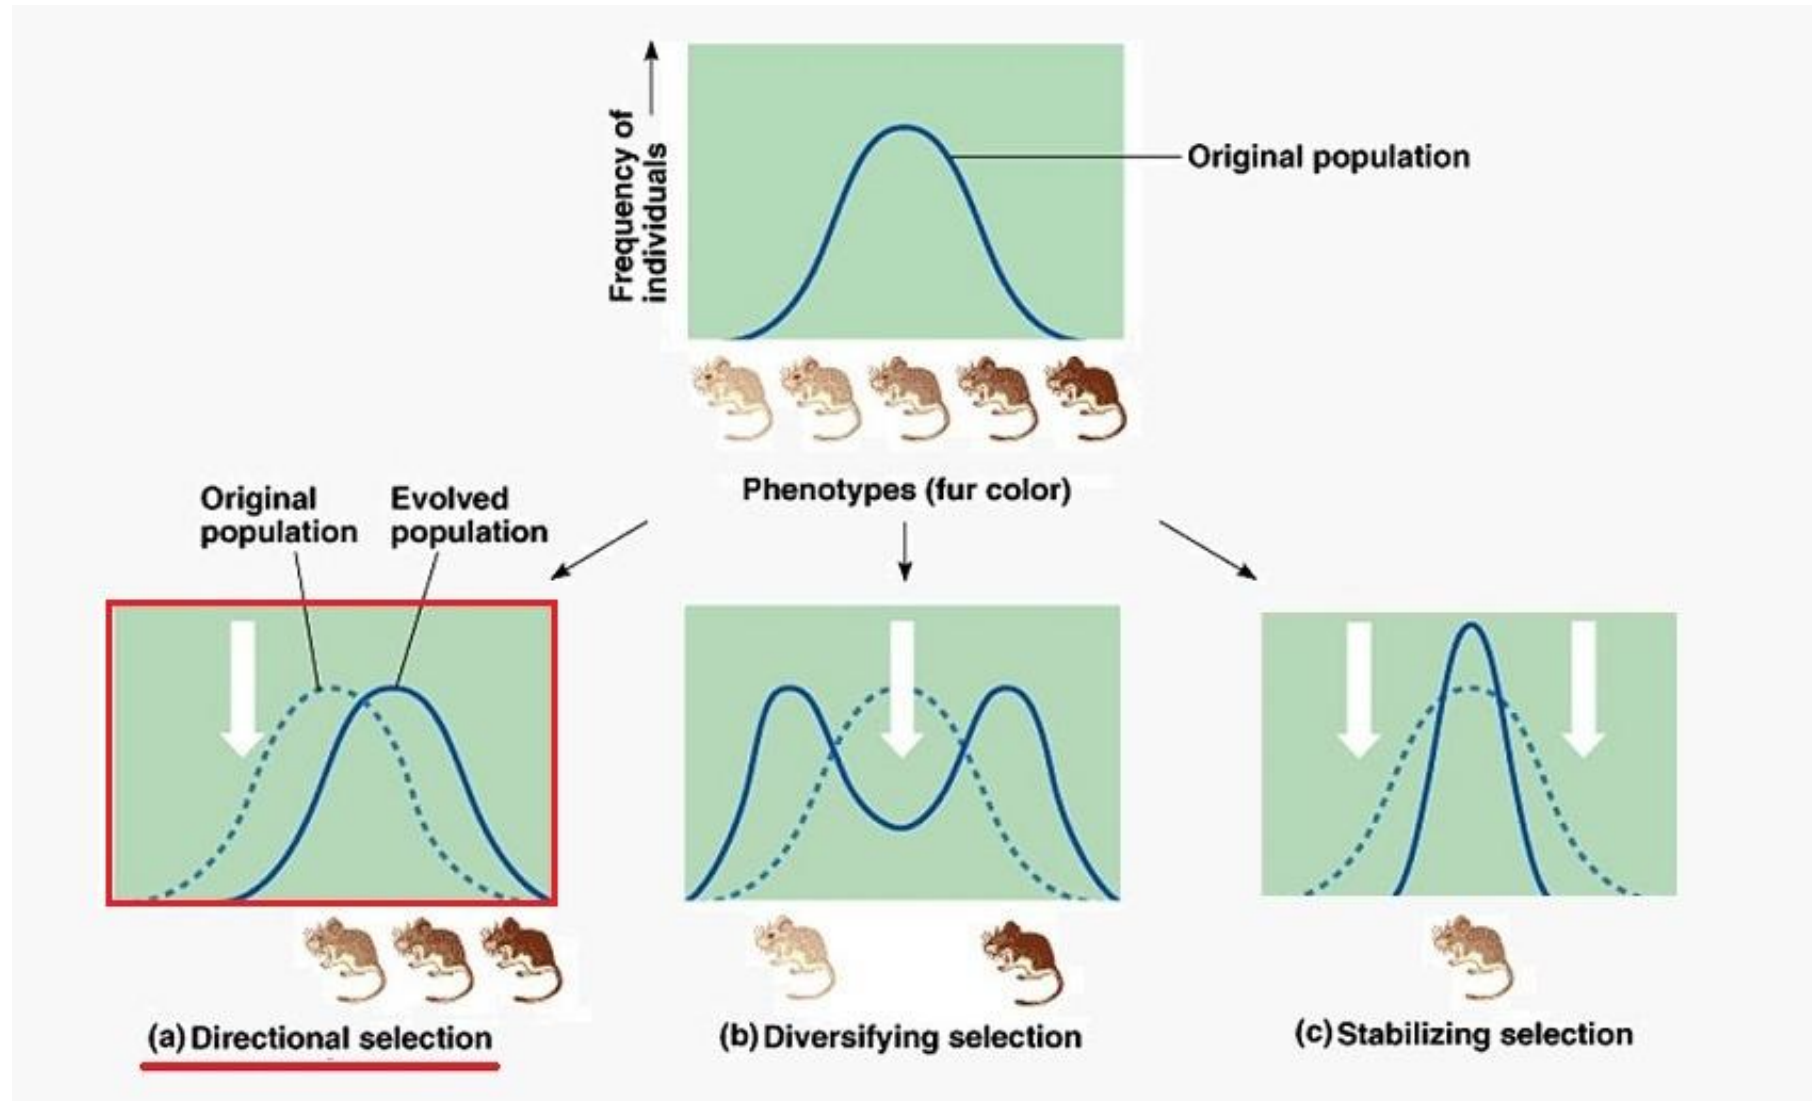 Frequency of
individuals
Original population
Phenotypes (fur color)
Original
population
Evolved
population
(a) Directional selection
(b) Diversifying selection
(c) Stabilizing selection